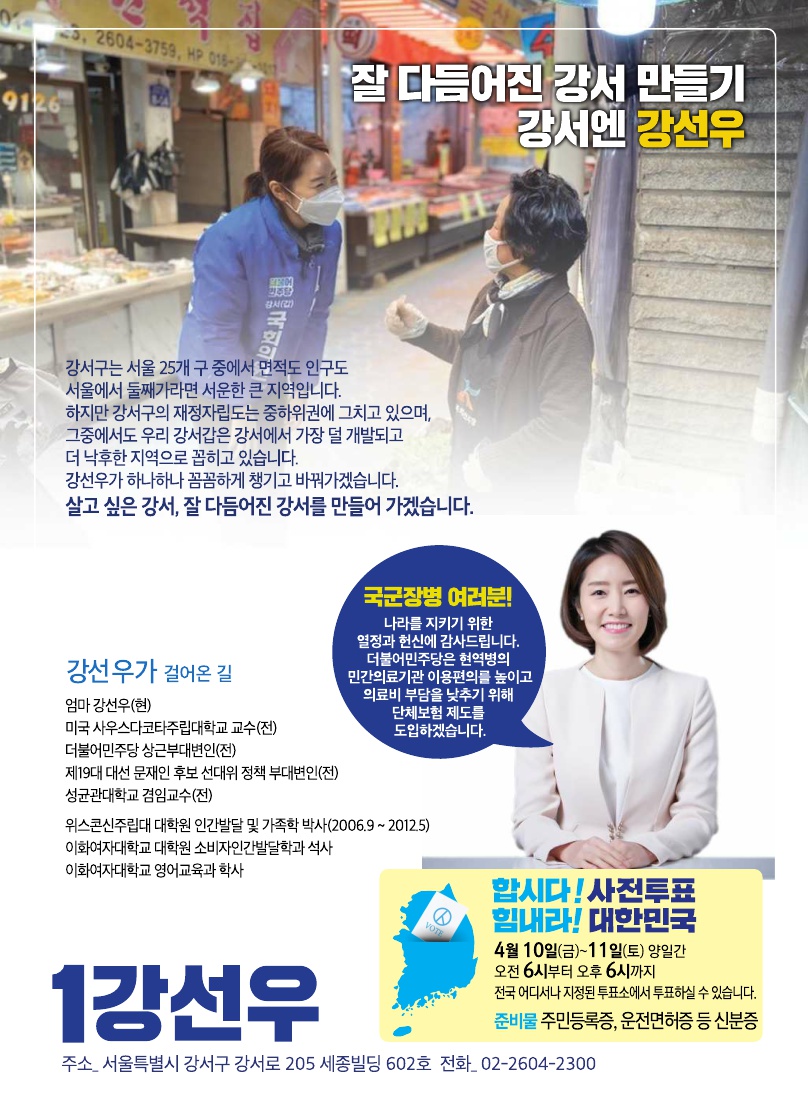 2604-3759, HP 016-
9126
떡
잘 다듬어진 강서 만들기
강서엔 강선우
더불어
민주당
강서(갑)
국회의
강서구는 서울 25개 구 중에서 면적도 인구도
서울에서 둘째가라면 서운한 큰 지역입니다.
하지만 강서구의 재정자립도는 중하위권에 그치고 있으며,
그중에서도 우리 강서갑은 강서에서 가장 덜 개발되고
더 낙후한 지역으로 꼽히고 있습니다.
강선우가 하나하나 꼼꼼하게 챙기고 바꿔가겠습니다.
살고 싶은 강서, 잘 다듬어진 강서를 만들어 가겠습니다.
국군장병 여러분!
나라를 지키기 위한
열정과 헌신에 감사드립니다.
더불어민주당은 현역병의
민간의료기관 이용편의를 높이고
의료비 부담을 낮추기 위해
단체보험 제도를
도입하겠습니다.
강선우가 걸어온 길
엄마 강선우(현)
미국 사우스다코타주립대학교 교수(전)
더불어민주당 상근부대변인(전)
제19대 대선 문재인 후보 선대위 정책 부대변인(전)
성균관대학교 겸임교수(전)
위스콘신주립대 대학원 인간발달 및 가족학 박사(2006.9 ~ 2012.5)
이화여자대학교 대학원 소비자인간발달학과 석사
이화여자대학교 영어교육과 학사
VOTE
합시다! 사전투표
힘내라! 대한민국
4월 10일(금)~11일(토) 양일간
오전 6시부터 오후 6시까지
전국 어디서나 지정된 투표소에서 투표하실 수 있습니다.
준비물 주민등록증, 운전면허증 등 신분증
1강선우
주소_ 서울특별시 강서구 강서로 205 세종빌딩 602호 전화_ 02-2604-2300